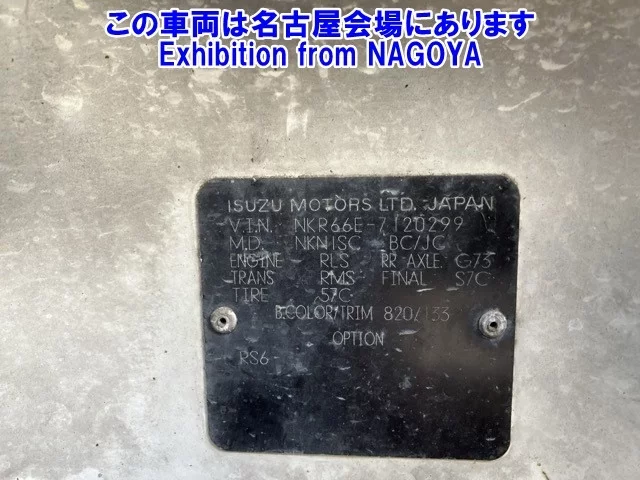 この車両は名古屋会場にあります
Exhibition from NAGOYA
ISUZU MOTORS LTD. JAPAN
V.I.N. NKR66E-7120299
M.D. NKN1SC BC/JC
ENGINE RLS RR AXLE. G73
TRANS RMS FINAL S7C
TIRE 57C
B.COLOR/TRIM 820/133
OPTION
RS6